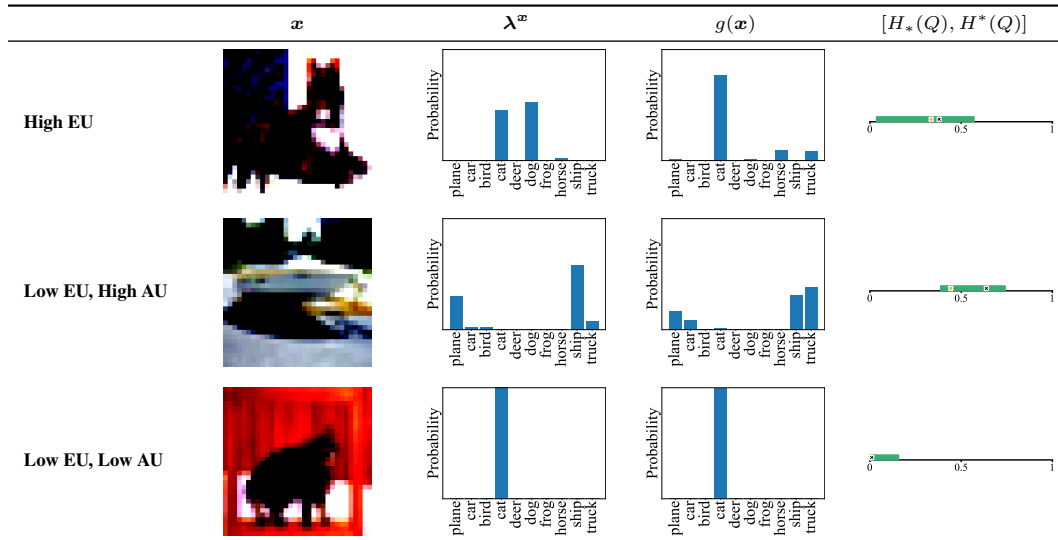 x λ^x g(x) [H_*(Q), H^*(Q)]
High EU
Probability
plane car bird cat deer dog frog horse ship truck
Probability
plane car bird cat deer dog frog horse ship truck
0 0.5 1
Low EU, High AU
Probability
plane car bird cat deer dog frog horse ship truck
Probability
plane car bird cat deer dog frog horse ship truck
0 0.5 1
Low EU, Low AU
Probability
plane car bird cat deer dog frog horse ship truck
Probability
plane car bird cat deer dog frog horse ship truck
0 0.5 1